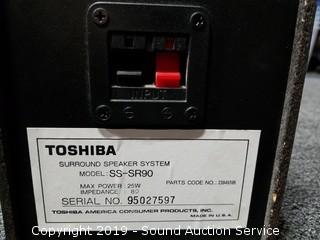 INPUT
TOSHIBA
SURROUND SPEAKER SYSTEM
MODEL: SS-SR90
MAX POWER: 25W PARTS CODE NO.:
IMPEDANCE: 8Ω
SERIAL NO. 95027597
TOSHIBA AMERICA CONSUMER PRODUCTS, INC.
MADE IN U.S.A.
Copyright 2019 - Auction Service